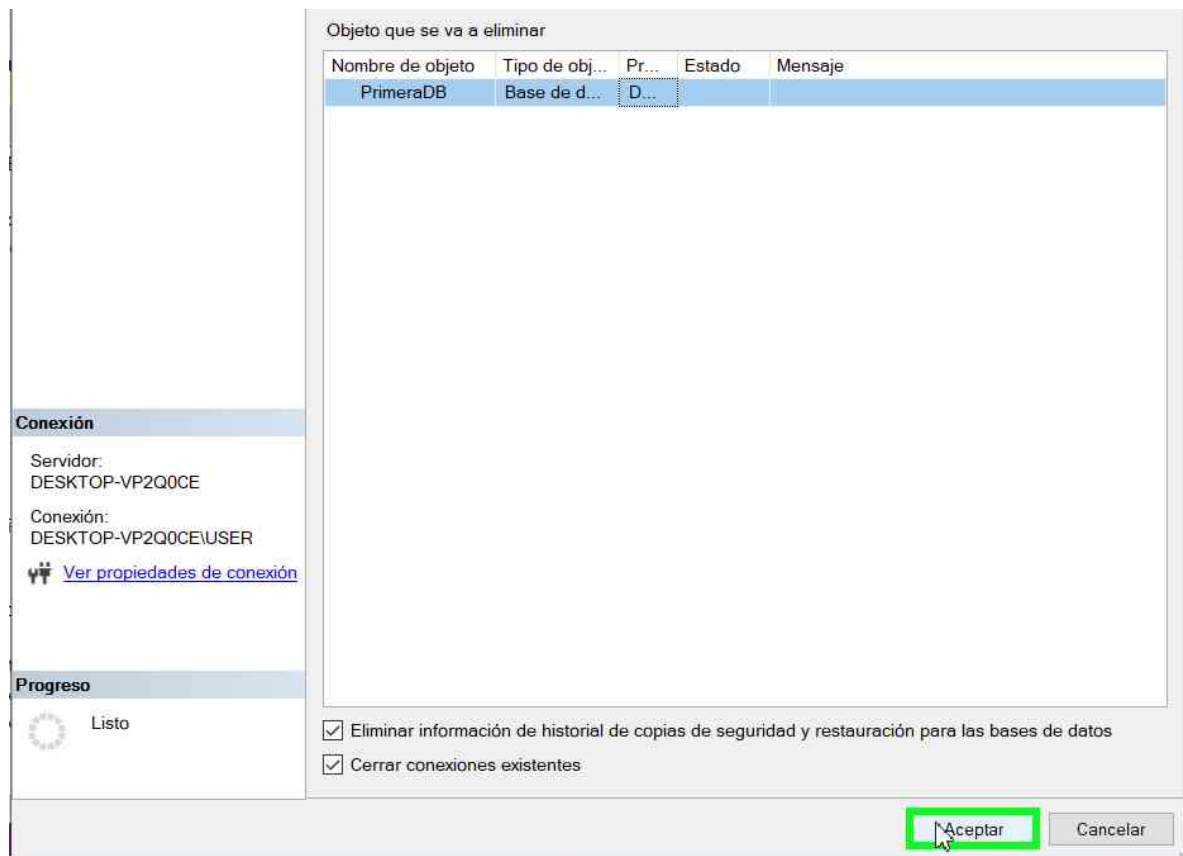 Objeto que se va a eliminar
Nombre de objeto Tipo de obj... Pr... Estado Mensaje
PrimeraDB Base de d... D...
Conexión
Servidor:
DESKTOP-VP2Q0CE
Conexión:
DESKTOP-VP2Q0CE\USER
Ver propiedades de conexión
Progreso
Listo
Eliminar información de historial de copias de seguridad y restauración para las bases de datos
Cerrar conexiones existentes
Aceptar Cancelar